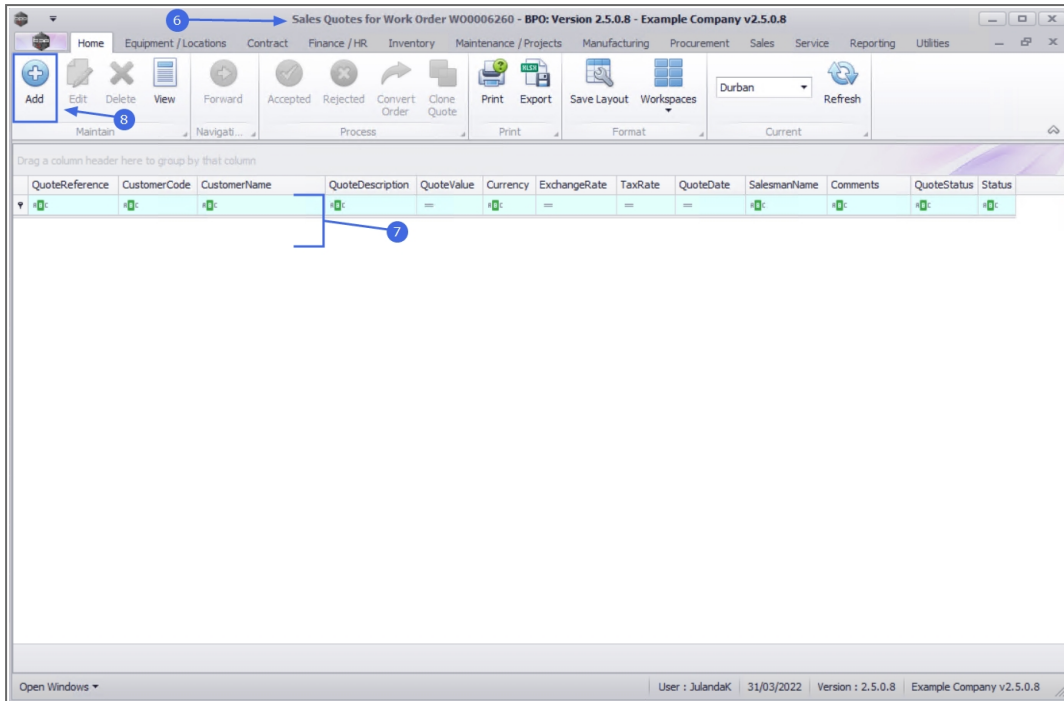 6
Sales Quotes for Work Order WO00006260 - BPO: Version 2.5.0.8 - Example Company v2.5.0.8
Home Equipment / Locations Contract Finance / HR Inventory Maintenance / Projects Manufacturing Procurement Sales Service Reporting Utilities
Add Edit Delete View Forward Accepted Rejected Convert Order Clone Quote Print Export Save Layout Workspaces Durban Refresh
8
Maintain Navigati... Process Print Format Current
Drag a column header here to group by that column
QuoteReference CustomerCode CustomerName QuoteDescription QuoteValue Currency ExchangeRate TaxRate QuoteDate SalesmanName Comments QuoteStatus Status
7
Open Windows User : JulandaK 31/03/2022 Version : 2.5.0.8 Example Company v2.5.0.8